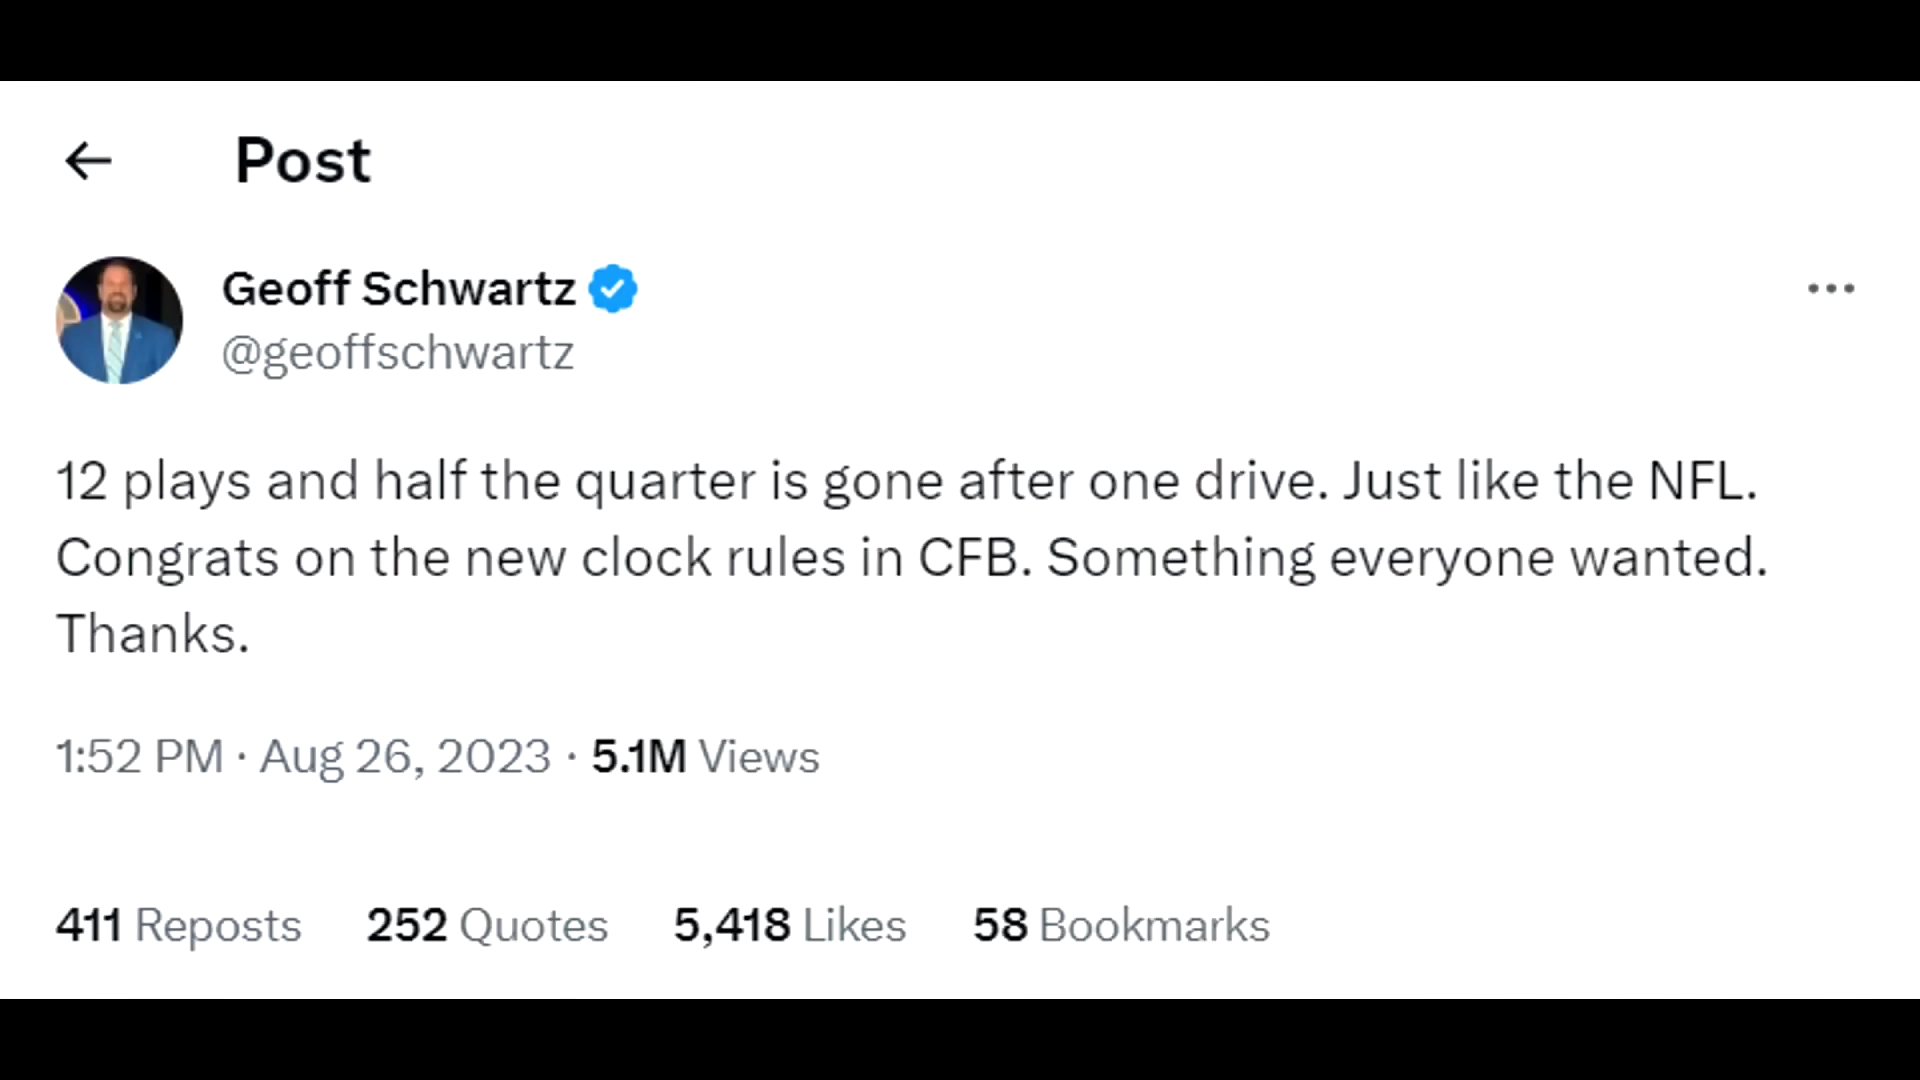 Post
Geoff Schwartz
@geoffschwartz
12 plays and half the quarter is gone after one drive. Just like the NFL.
Congrats on the new clock rules in CFB. Something everyone wanted.
Thanks.
1:52 PM · Aug 26, 2023 · 5.1M Views
411 Reposts 252 Quotes 5,418 Likes 58 Bookmarks